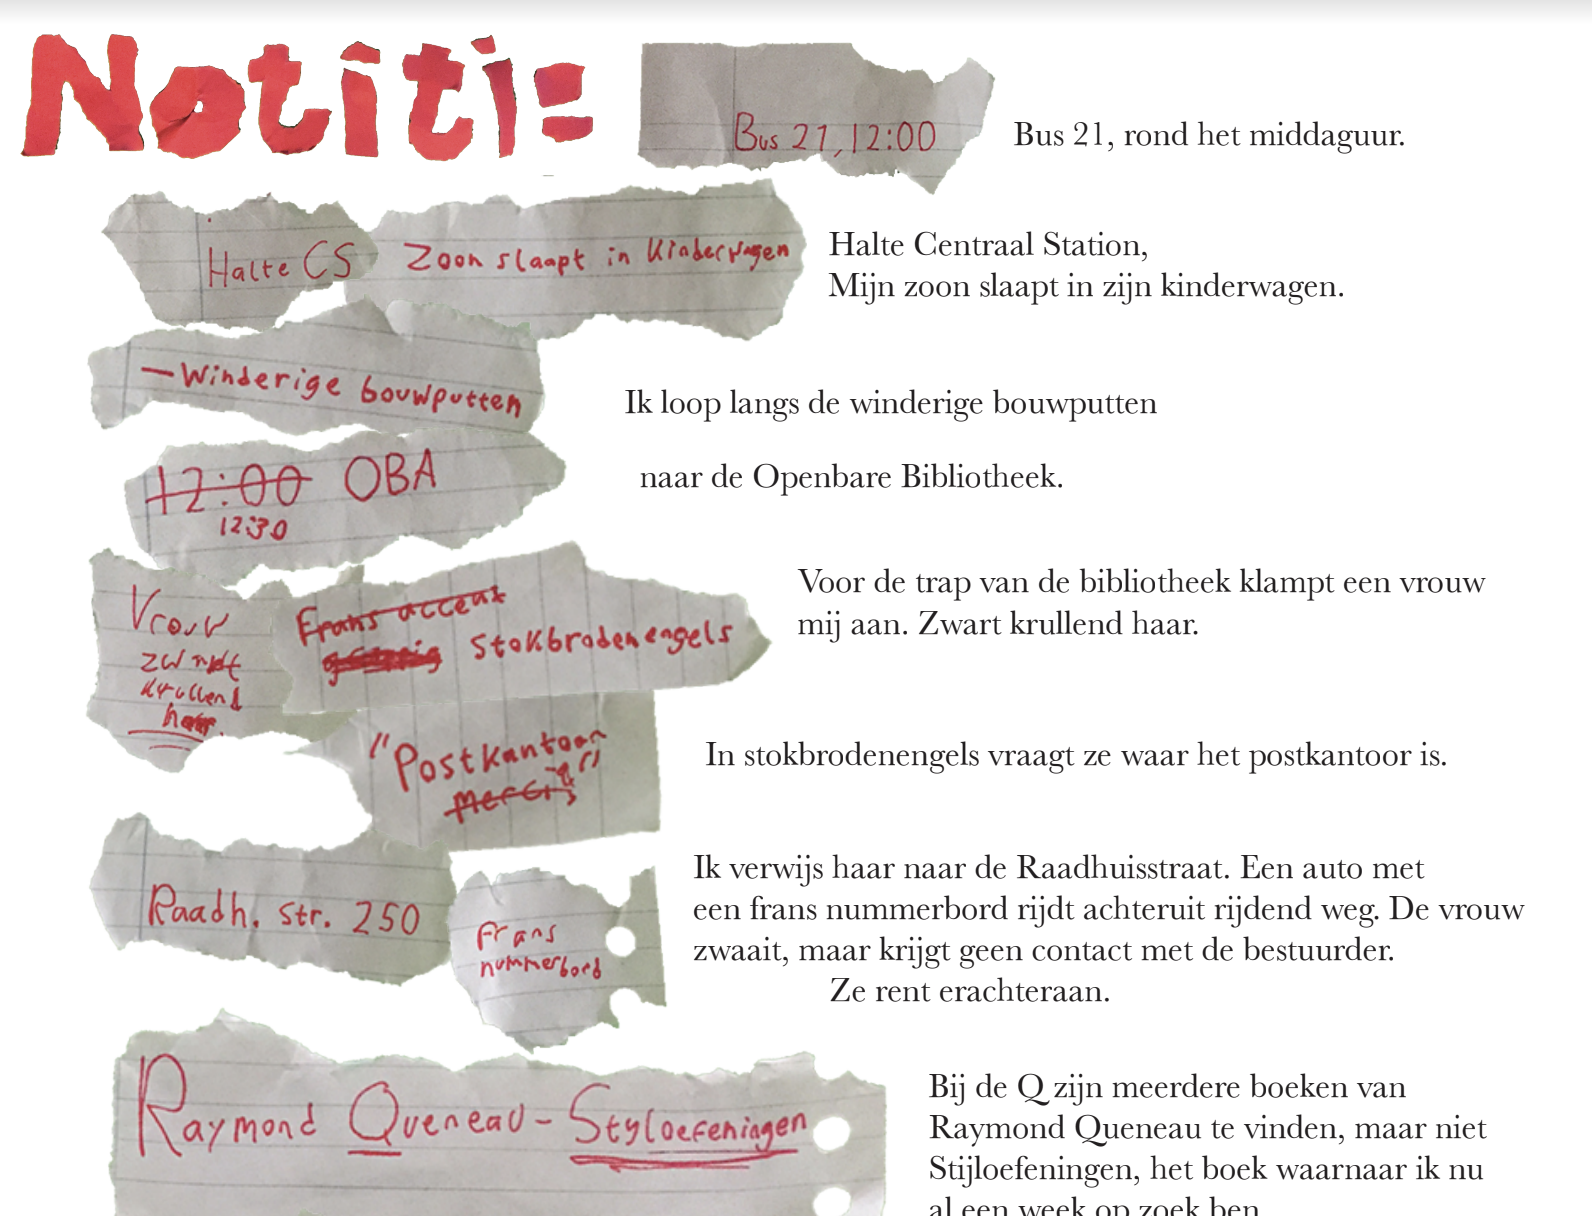 Notiti=
Bus 21, 12:00
Bus 21, rond het middaguur.
Halte CS
Zoon slaapt in kinderwagen
Halte Centraal Station,
Mijn zoon slaapt in zijn kinderwagen.
— Winderige bouwputten
Ik loop langs de winderige bouwputten
12:00 OBA
12:30
naar de Openbare Bibliotheek.
Vrouw
zwart
krullend
haar.
Frans accent
stokbrodenengels
Voor de trap van de bibliotheek klampt een vrouw
mij aan. Zwart krullend haar.
"Postkantoor
merci"
In stokbrodenengels vraagt ze waar het postkantoor is.
Raadh. str. 250
Frans
nummerbord
Ik verwijs haar naar de Raadhuisstraat. Een auto met
een frans nummerbord rijdt achteruit rijdend weg. De vrouw
zwaait, maar krijgt geen contact met de bestuurder.
Ze rent erachteraan.
Raymond Queneau - Styloefeningen
Bij de Q zijn meerdere boeken van
Raymond Queneau te vinden, maar niet
Stijloefeningen, het boek waarnaar ik nu
al een week op zoek ben